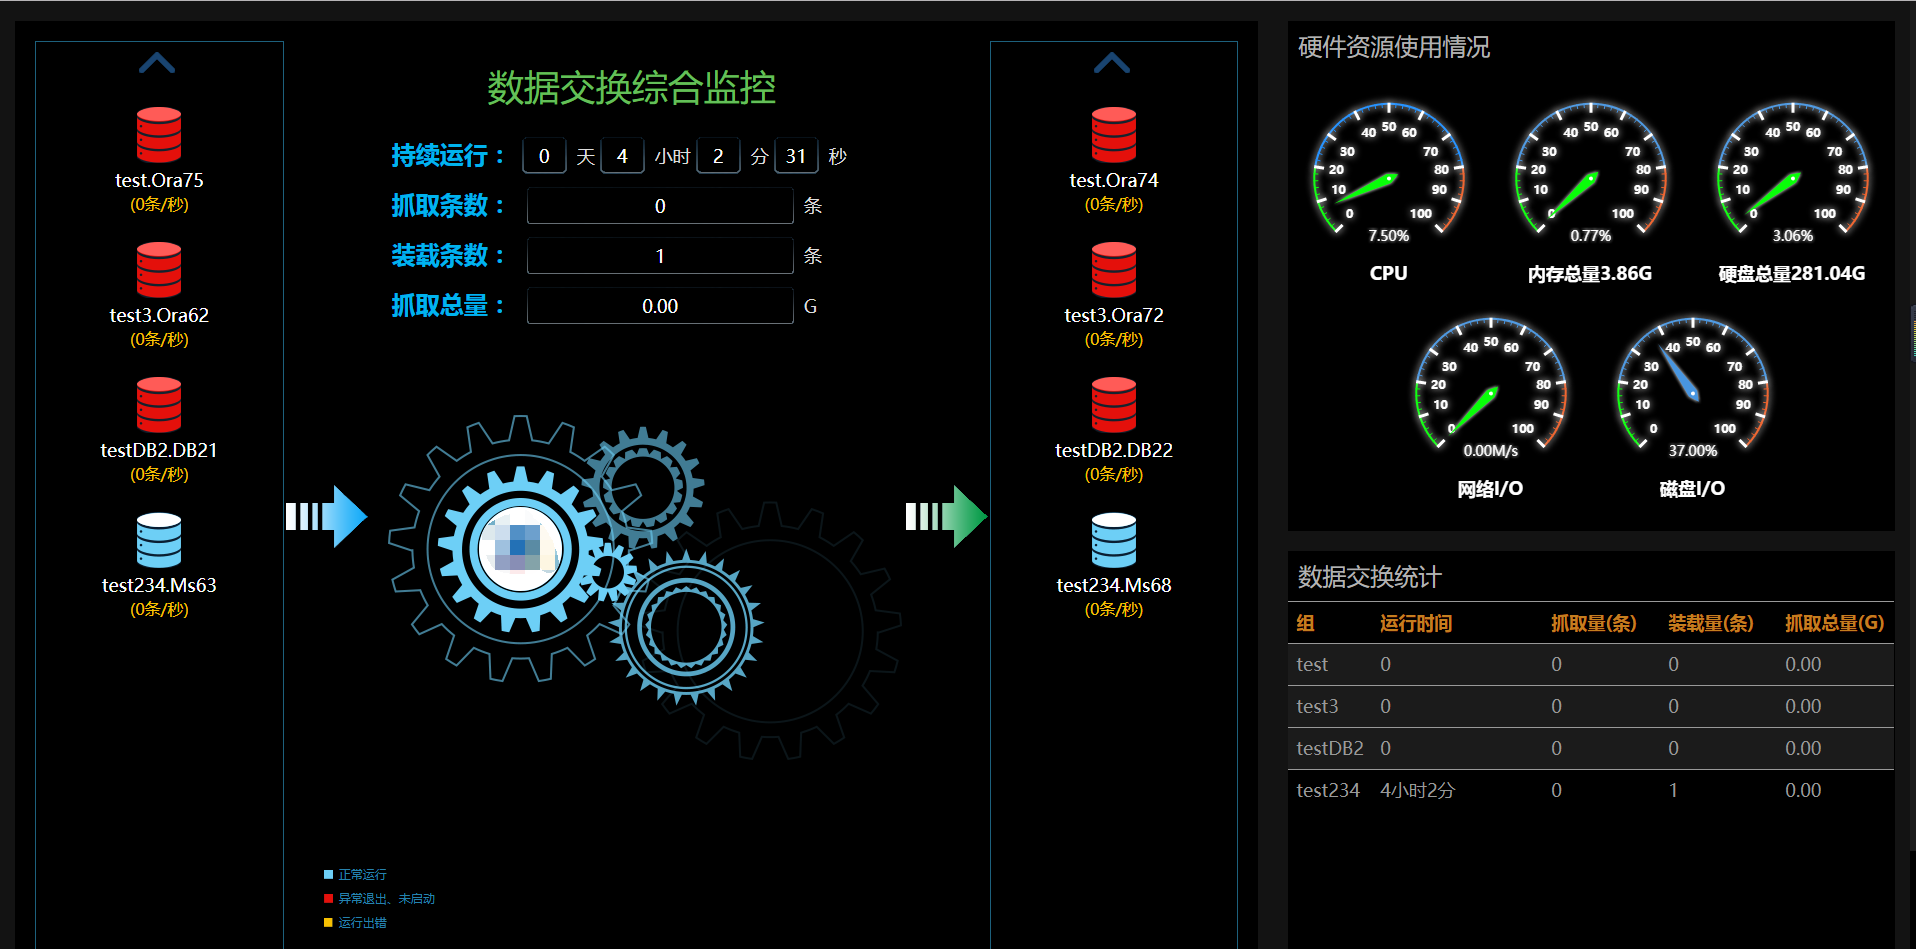 test.Ora75
(0条/秒)
test3.Ora62
(0条/秒)
testDB2.DB21
(0条/秒)
test234.Ms63
(0条/秒)
数据交换综合监控
持续运行： 0 天 4 小时 2 分 31 秒
抓取条数： 0 条
装载条数： 1 条
抓取总量： 0.00 G
正常运行
异常退出、未启动
运行出错
test.Ora74
(0条/秒)
test3.Ora72
(0条/秒)
testDB2.DB22
(0条/秒)
test234.Ms68
(0条/秒)
硬件资源使用情况
0 10 20 30 40 50 60 70 80 90 100
7.50%
CPU
0 10 20 30 40 50 60 70 80 90 100
0.77%
内存总量3.86G
0 10 20 30 40 50 60 70 80 90 100
3.06%
硬盘总量281.04G
0 10 20 30 40 50 60 70 80 90 100
0.00M/s
网络I/O
0 10 20 30 40 50 60 70 80 90 100
37.00%
磁盘I/O
数据交换统计
组 运行时间 抓取量(条) 装载量(条) 抓取总量(G)
test 0 0 0 0.00
test3 0 0 0 0.00
testDB2 0 0 0 0.00
test234 4小时2分 0 1 0.00